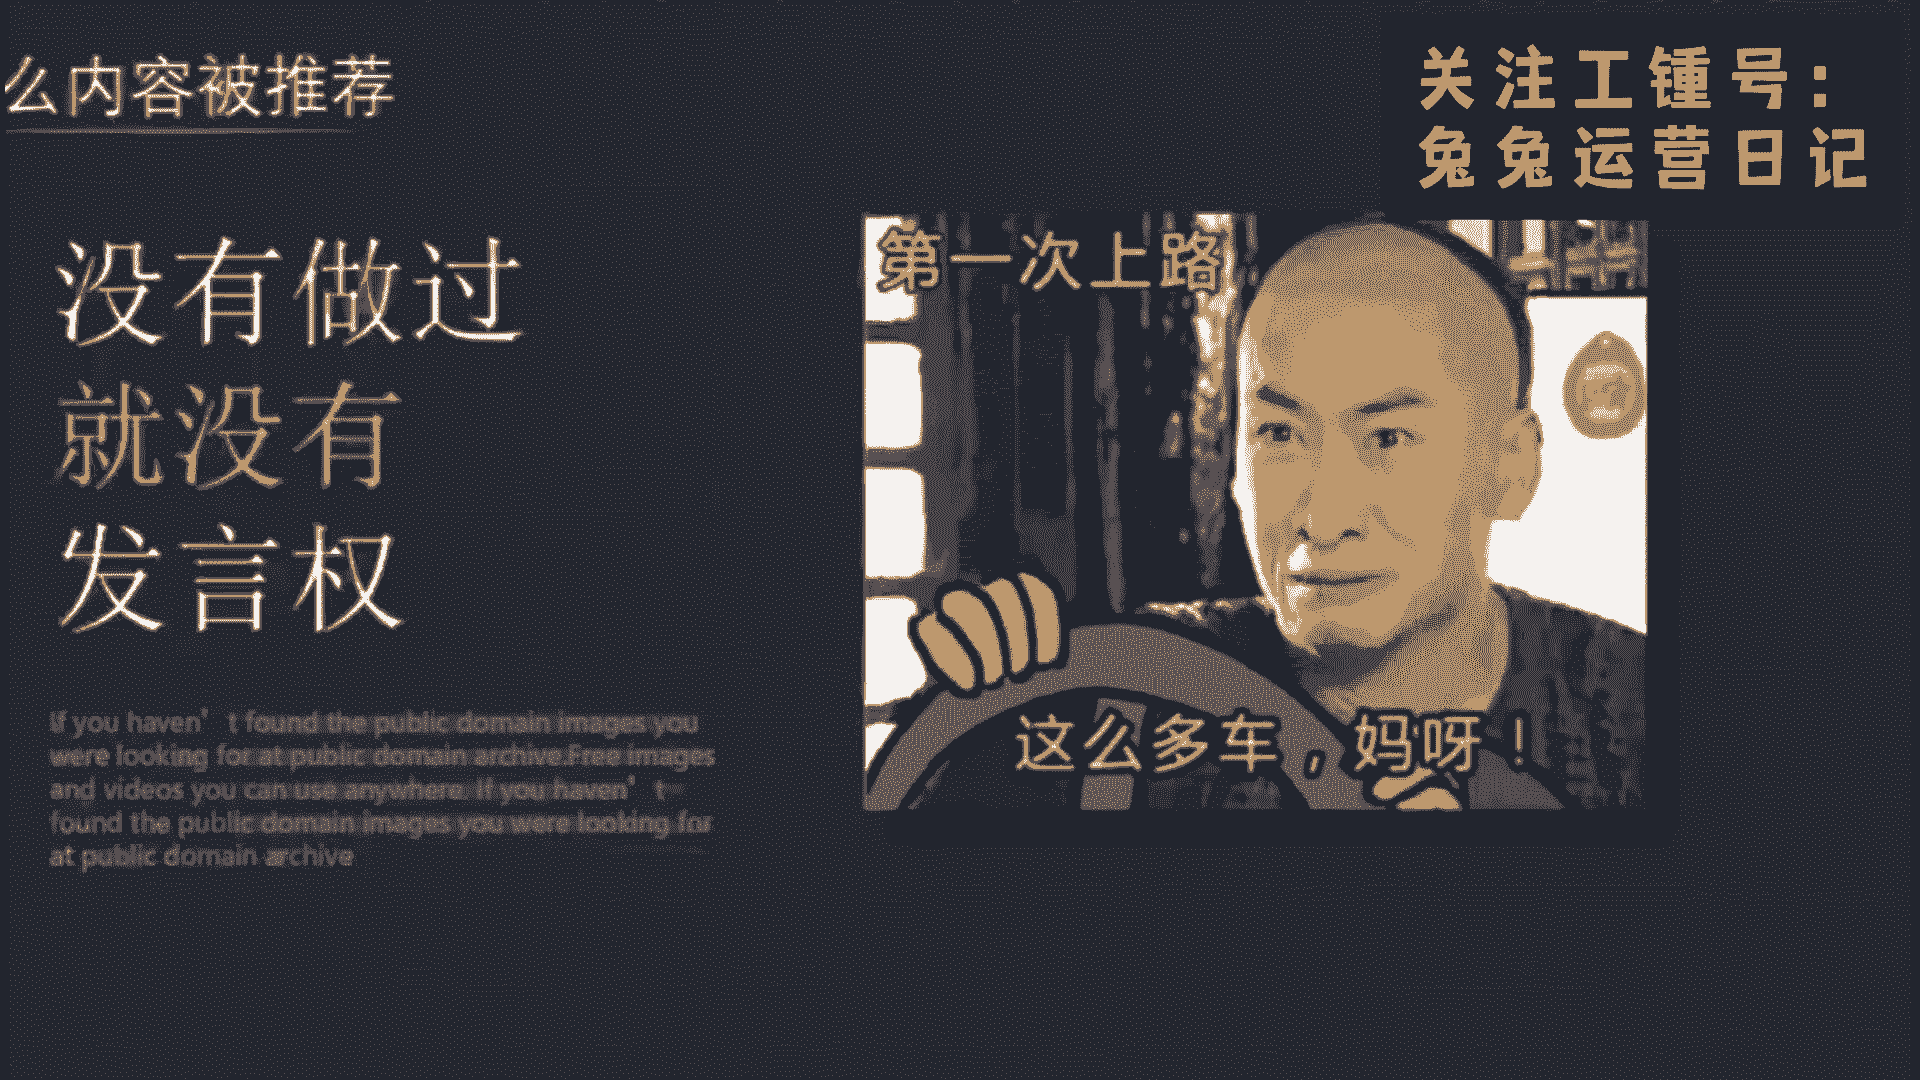 么内容被推荐
关注工锺号：
兔兔运营日记
没有做过
就没有
发言权
If you haven't found the public domain images you
were looking for at public domain archive.Free images
and videos you can use anywhere. If you haven't
found the public domain images you were looking for
at public domain archive
第一次上路
这么多车，妈呀！